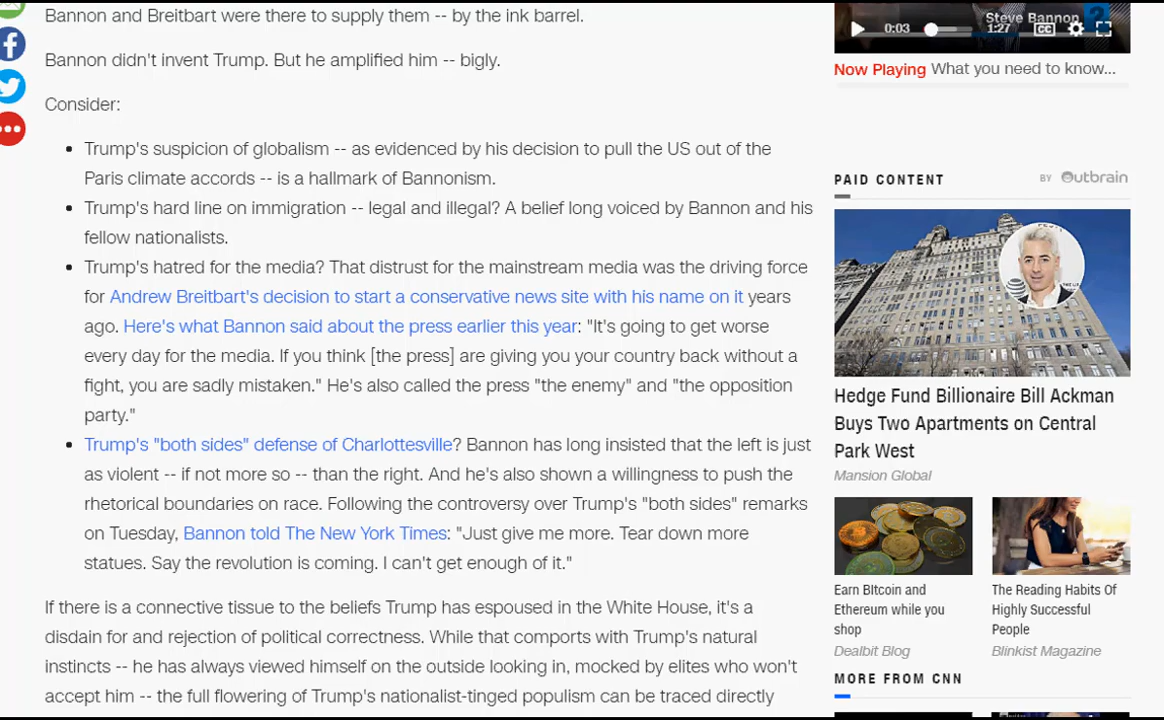 Bannon and Breitbart were there to supply them -- by the ink barrel.
Bannon didn't invent Trump. But he amplified him -- bigly.
Consider:
Trump's suspicion of globalism -- as evidenced by his decision to pull the US out of the
Paris climate accords -- is a hallmark of Bannonism.
Trump's hard line on immigration -- legal and illegal? A belief long voiced by Bannon and his
fellow nationalists.
Trump's hatred for the media? That distrust for the mainstream media was the driving force
for Andrew Breitbart's decision to start a conservative news site with his name on it years
ago. Here's what Bannon said about the press earlier this year: "It's going to get worse
every day for the media. If you think [the press] are giving you your country back without a
fight, you are sadly mistaken." He's also called the press "the enemy" and "the opposition
party."
Trump's "both sides" defense of Charlottesville? Bannon has long insisted that the left is just
as violent -- if not more so -- than the right. And he's also shown a willingness to push the
rhetorical boundaries on race. Following the controversy over Trump's "both sides" remarks
on Tuesday, Bannon told The New York Times: "Just give me more. Tear down more
statues. Say the revolution is coming. I can't get enough of it."
If there is a connective tissue to the beliefs Trump has espoused in the White House, it's a
disdain for and rejection of political correctness. While that comports with Trump's natural
instincts -- he has always viewed himself on the outside looking in, mocked by elites who won't
accept him -- the full flowering of Trump's nationalist-tinged populism can be traced directly
Steve Bannon ?
0:03 1:27 CC
Now Playing What you need to know...
PAID CONTENT BY Outbrain
Hedge Fund Billionaire Bill Ackman
Buys Two Apartments on Central
Park West
Mansion Global
Earn BItcoin and
Ethereum while you
shop
Dealbit Blog
The Reading Habits Of
Highly Successful
People
Blinkist Magazine
MORE FROM CNN